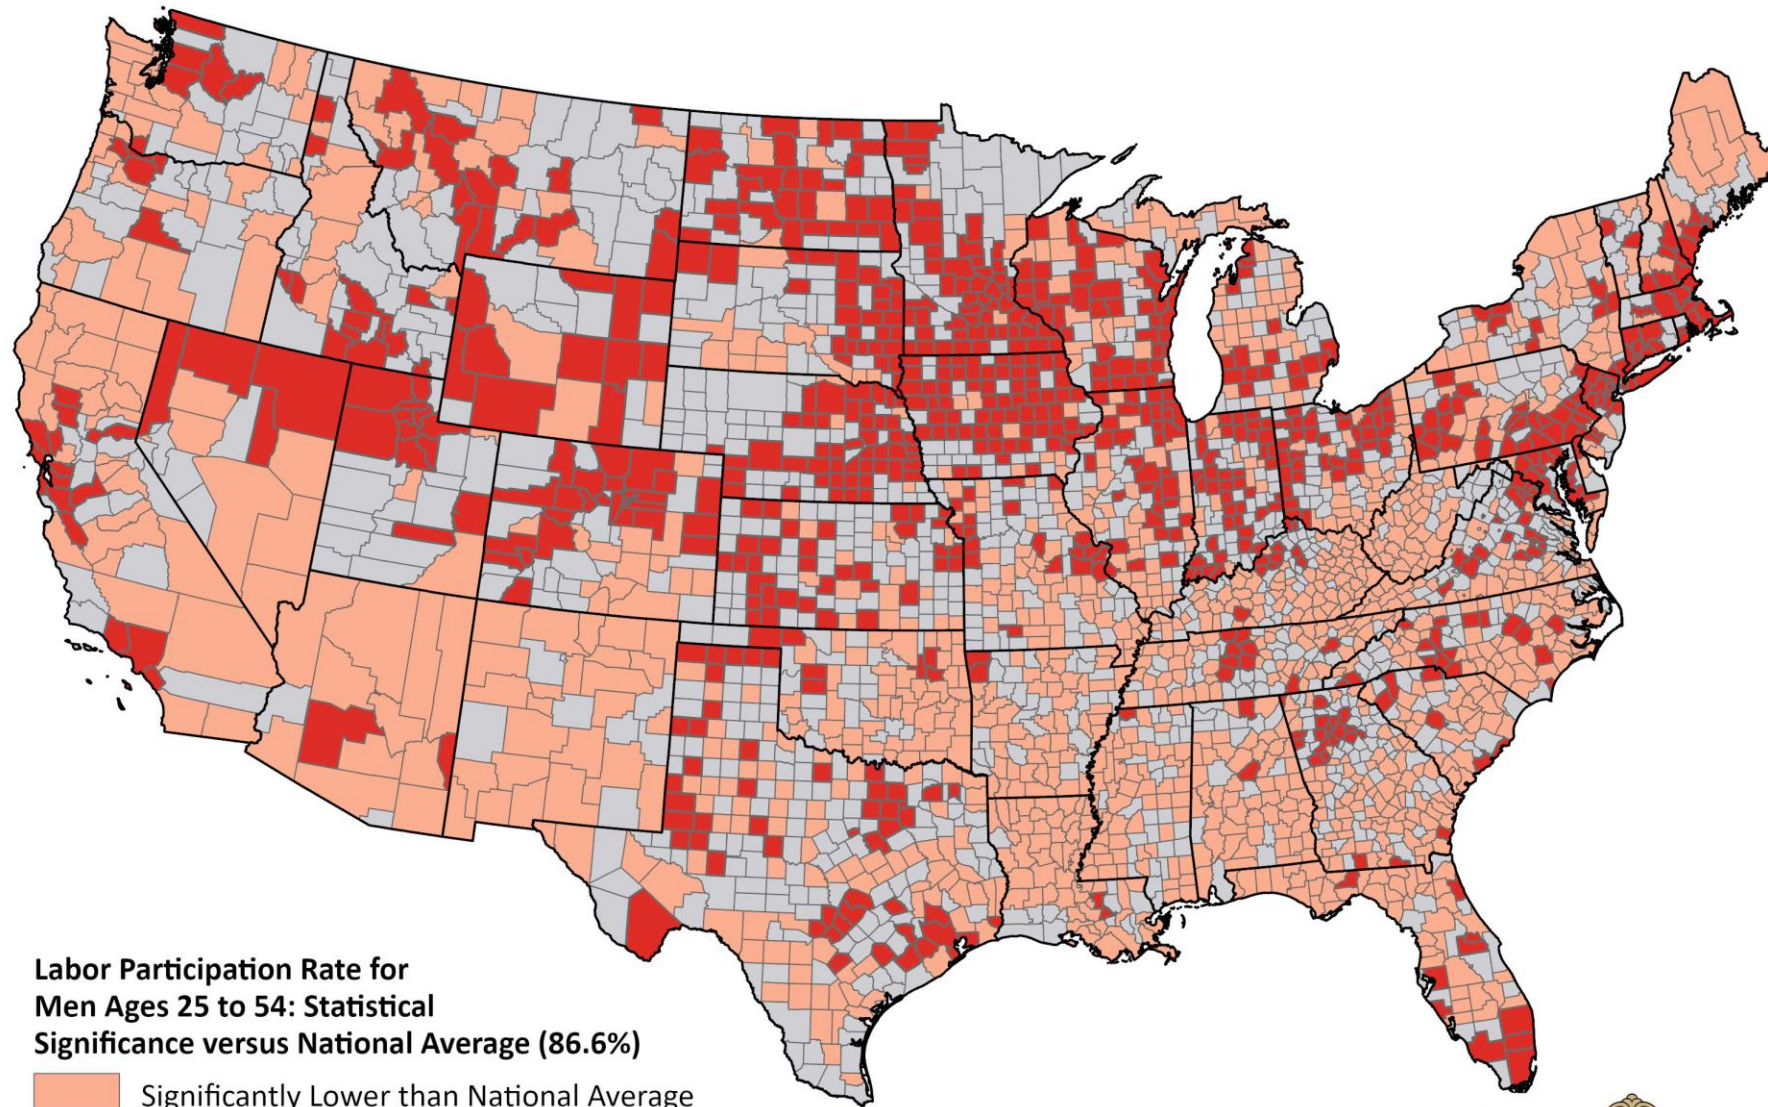 Labor Participation Rate for
Men Ages 25 to 54: Statistical
Significance versus National Average (86.6%)
Significantly Lower than National Average